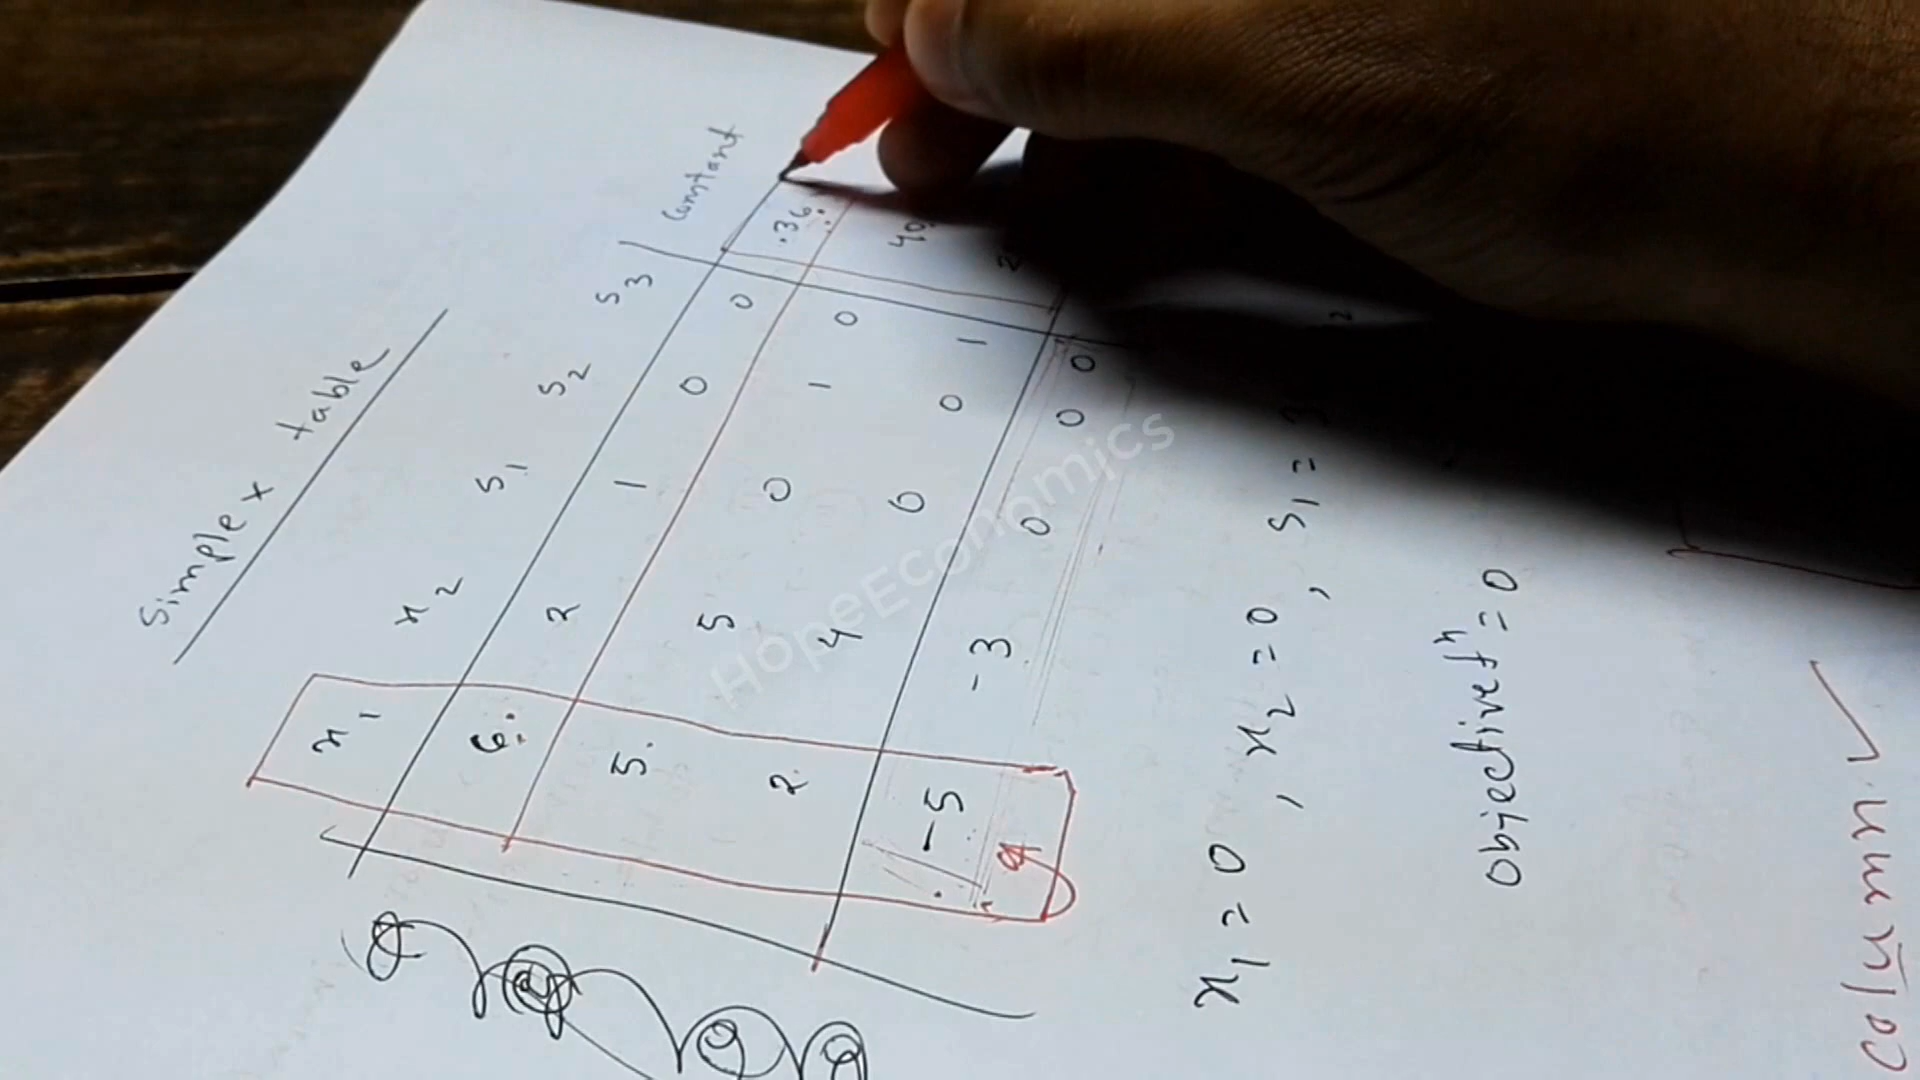 Simplex table
x1 x2 s1 s2 s3 Constant
6. 2 1 0 0 .36.
5. 5 0 1 0 40.
2. 4 0 0 1 2
-5 -3 0 0 0
x1 = 0, x2 = 0, s1 = 3
objective fn = 0
column
HopeEconomics